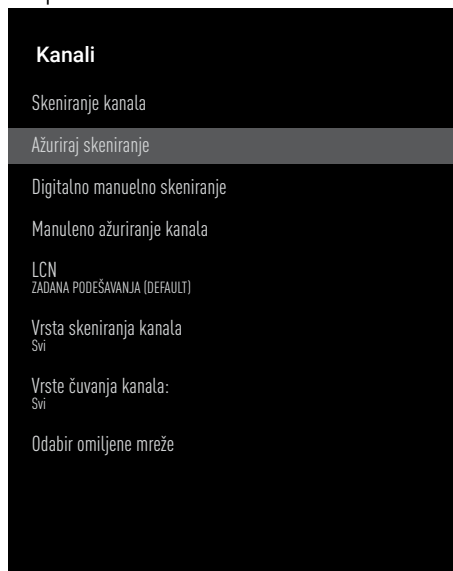 Kanali
Skeniranje kanala
Ažuriraj skeniranje
Digitalno manuelno skeniranje
Manuleno ažuriranje kanala
LCN
ZADANA PODEŠAVANJA (DEFAULT)
Vrsta skeniranja kanala
Svi
Vrste čuvanja kanala:
Svi
Odabir omiljene mreže